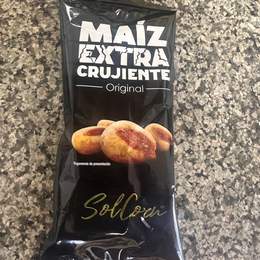 MAÍZ
EXTRA
CRUJIENTE
Original
SolCorn